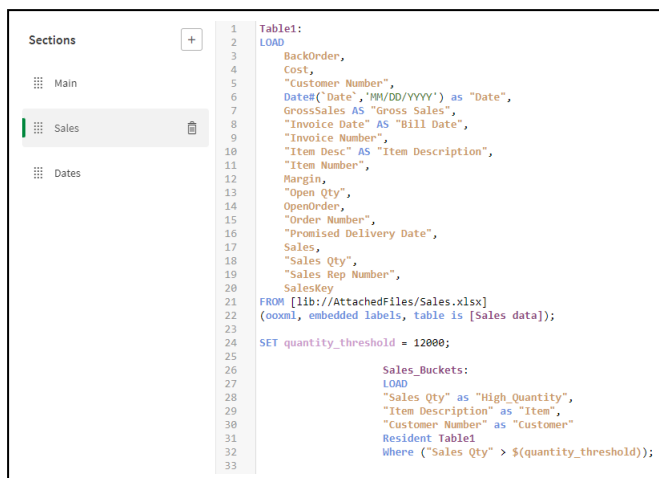 Sections
+
Main
Sales
Dates
1 Table1:
2 LOAD
3 BackOrder,
4 Cost,
5 "Customer Number",
6 Date#(`Date`,'MM/DD/YYYY') as "Date",
7 GrossSales AS "Gross Sales",
8 "Invoice Date" AS "Bill Date",
9 "Invoice Number",
10 "Item Desc" AS "Item Description",
11 "Item Number",
12 Margin,
13 "Open Qty",
14 OpenOrder,
15 "Order Number",
16 "Promised Delivery Date",
17 Sales,
18 "Sales Qty",
19 "Sales Rep Number",
20 SalesKey
21 FROM [lib://AttachedFiles/Sales.xlsx]
22 (ooxml, embedded labels, table is [Sales data]);
23
24 SET quantity_threshold = 12000;
25
26 Sales_Buckets:
27 LOAD
28 "Sales Qty" as "High_Quantity",
29 "Item Description" as "Item",
30 "Customer Number" as "Customer"
31 Resident Table1
32 Where ("Sales Qty" > $(quantity_threshold));
33